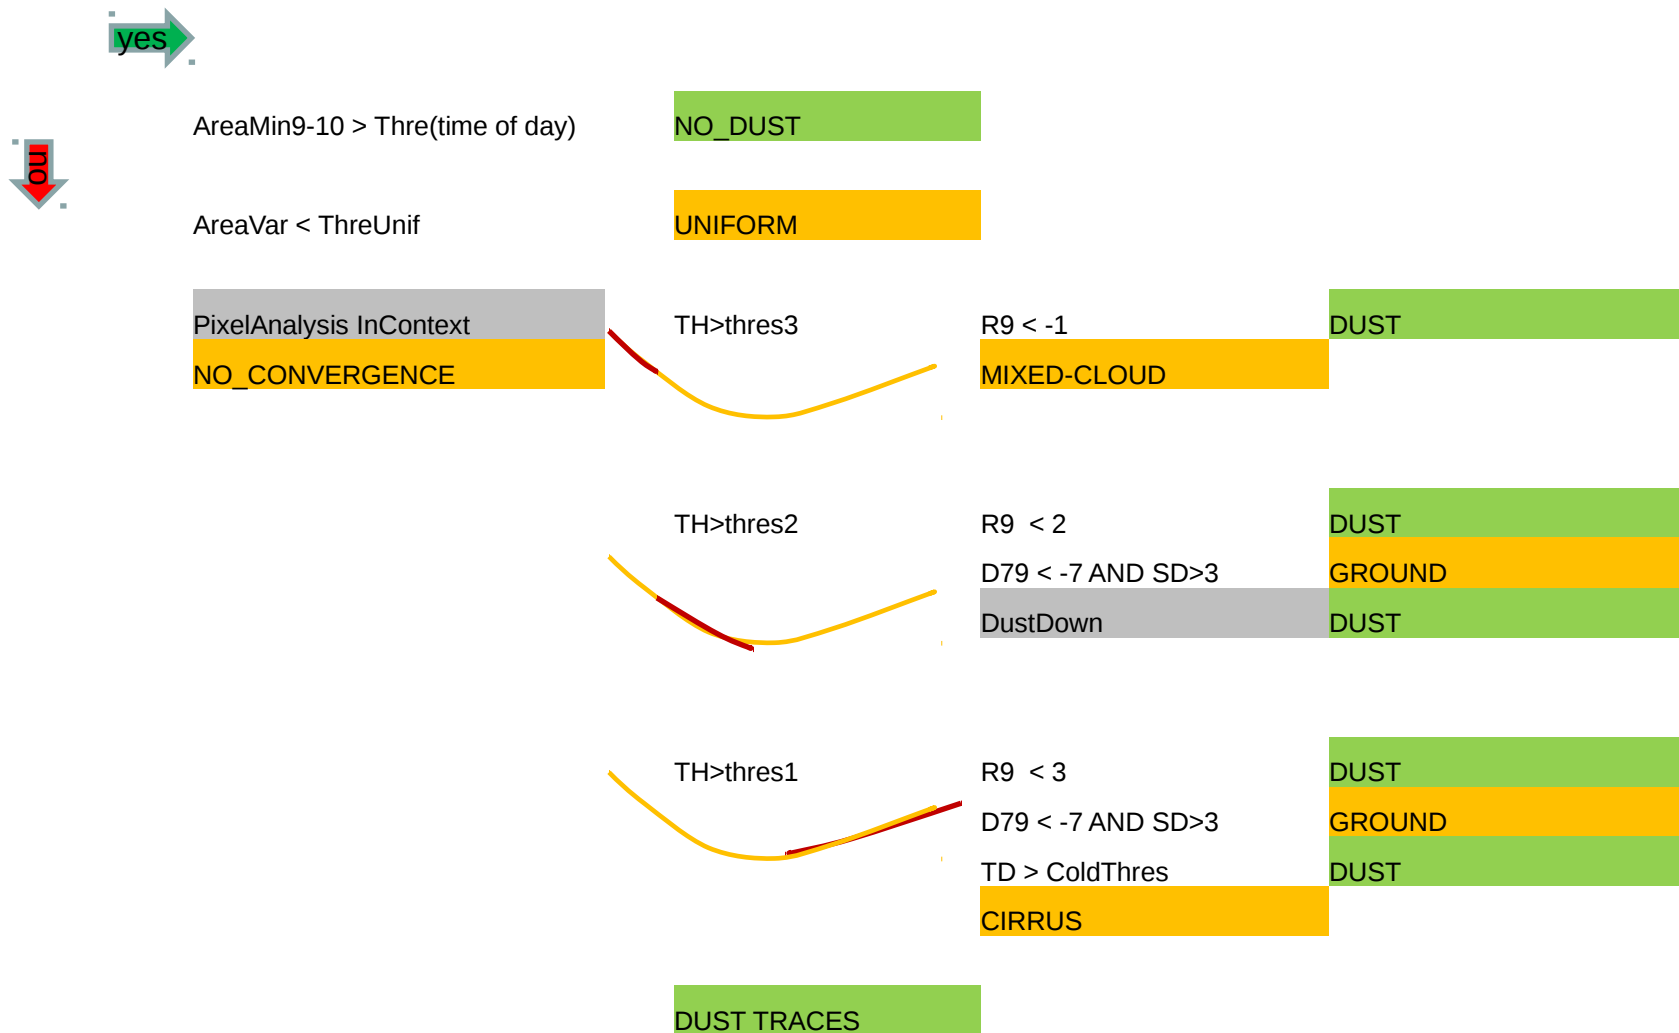 yes
AreaMin9-10 > Thre(time of day) NO_DUST
no
AreaVar < ThreUnif UNIFORM
PixelAnalysis InContext TH>thres3 R9 < -1 DUST
NO_CONVERGENCE MIXED-CLOUD
TH>thres2 R9  < 2 DUST
D79 < -7 AND SD>3 GROUND
DustDown DUST
TH>thres1 R9  < 3 DUST
D79 < -7 AND SD>3 GROUND
TD > ColdThres DUST
CIRRUS
DUST TRACES